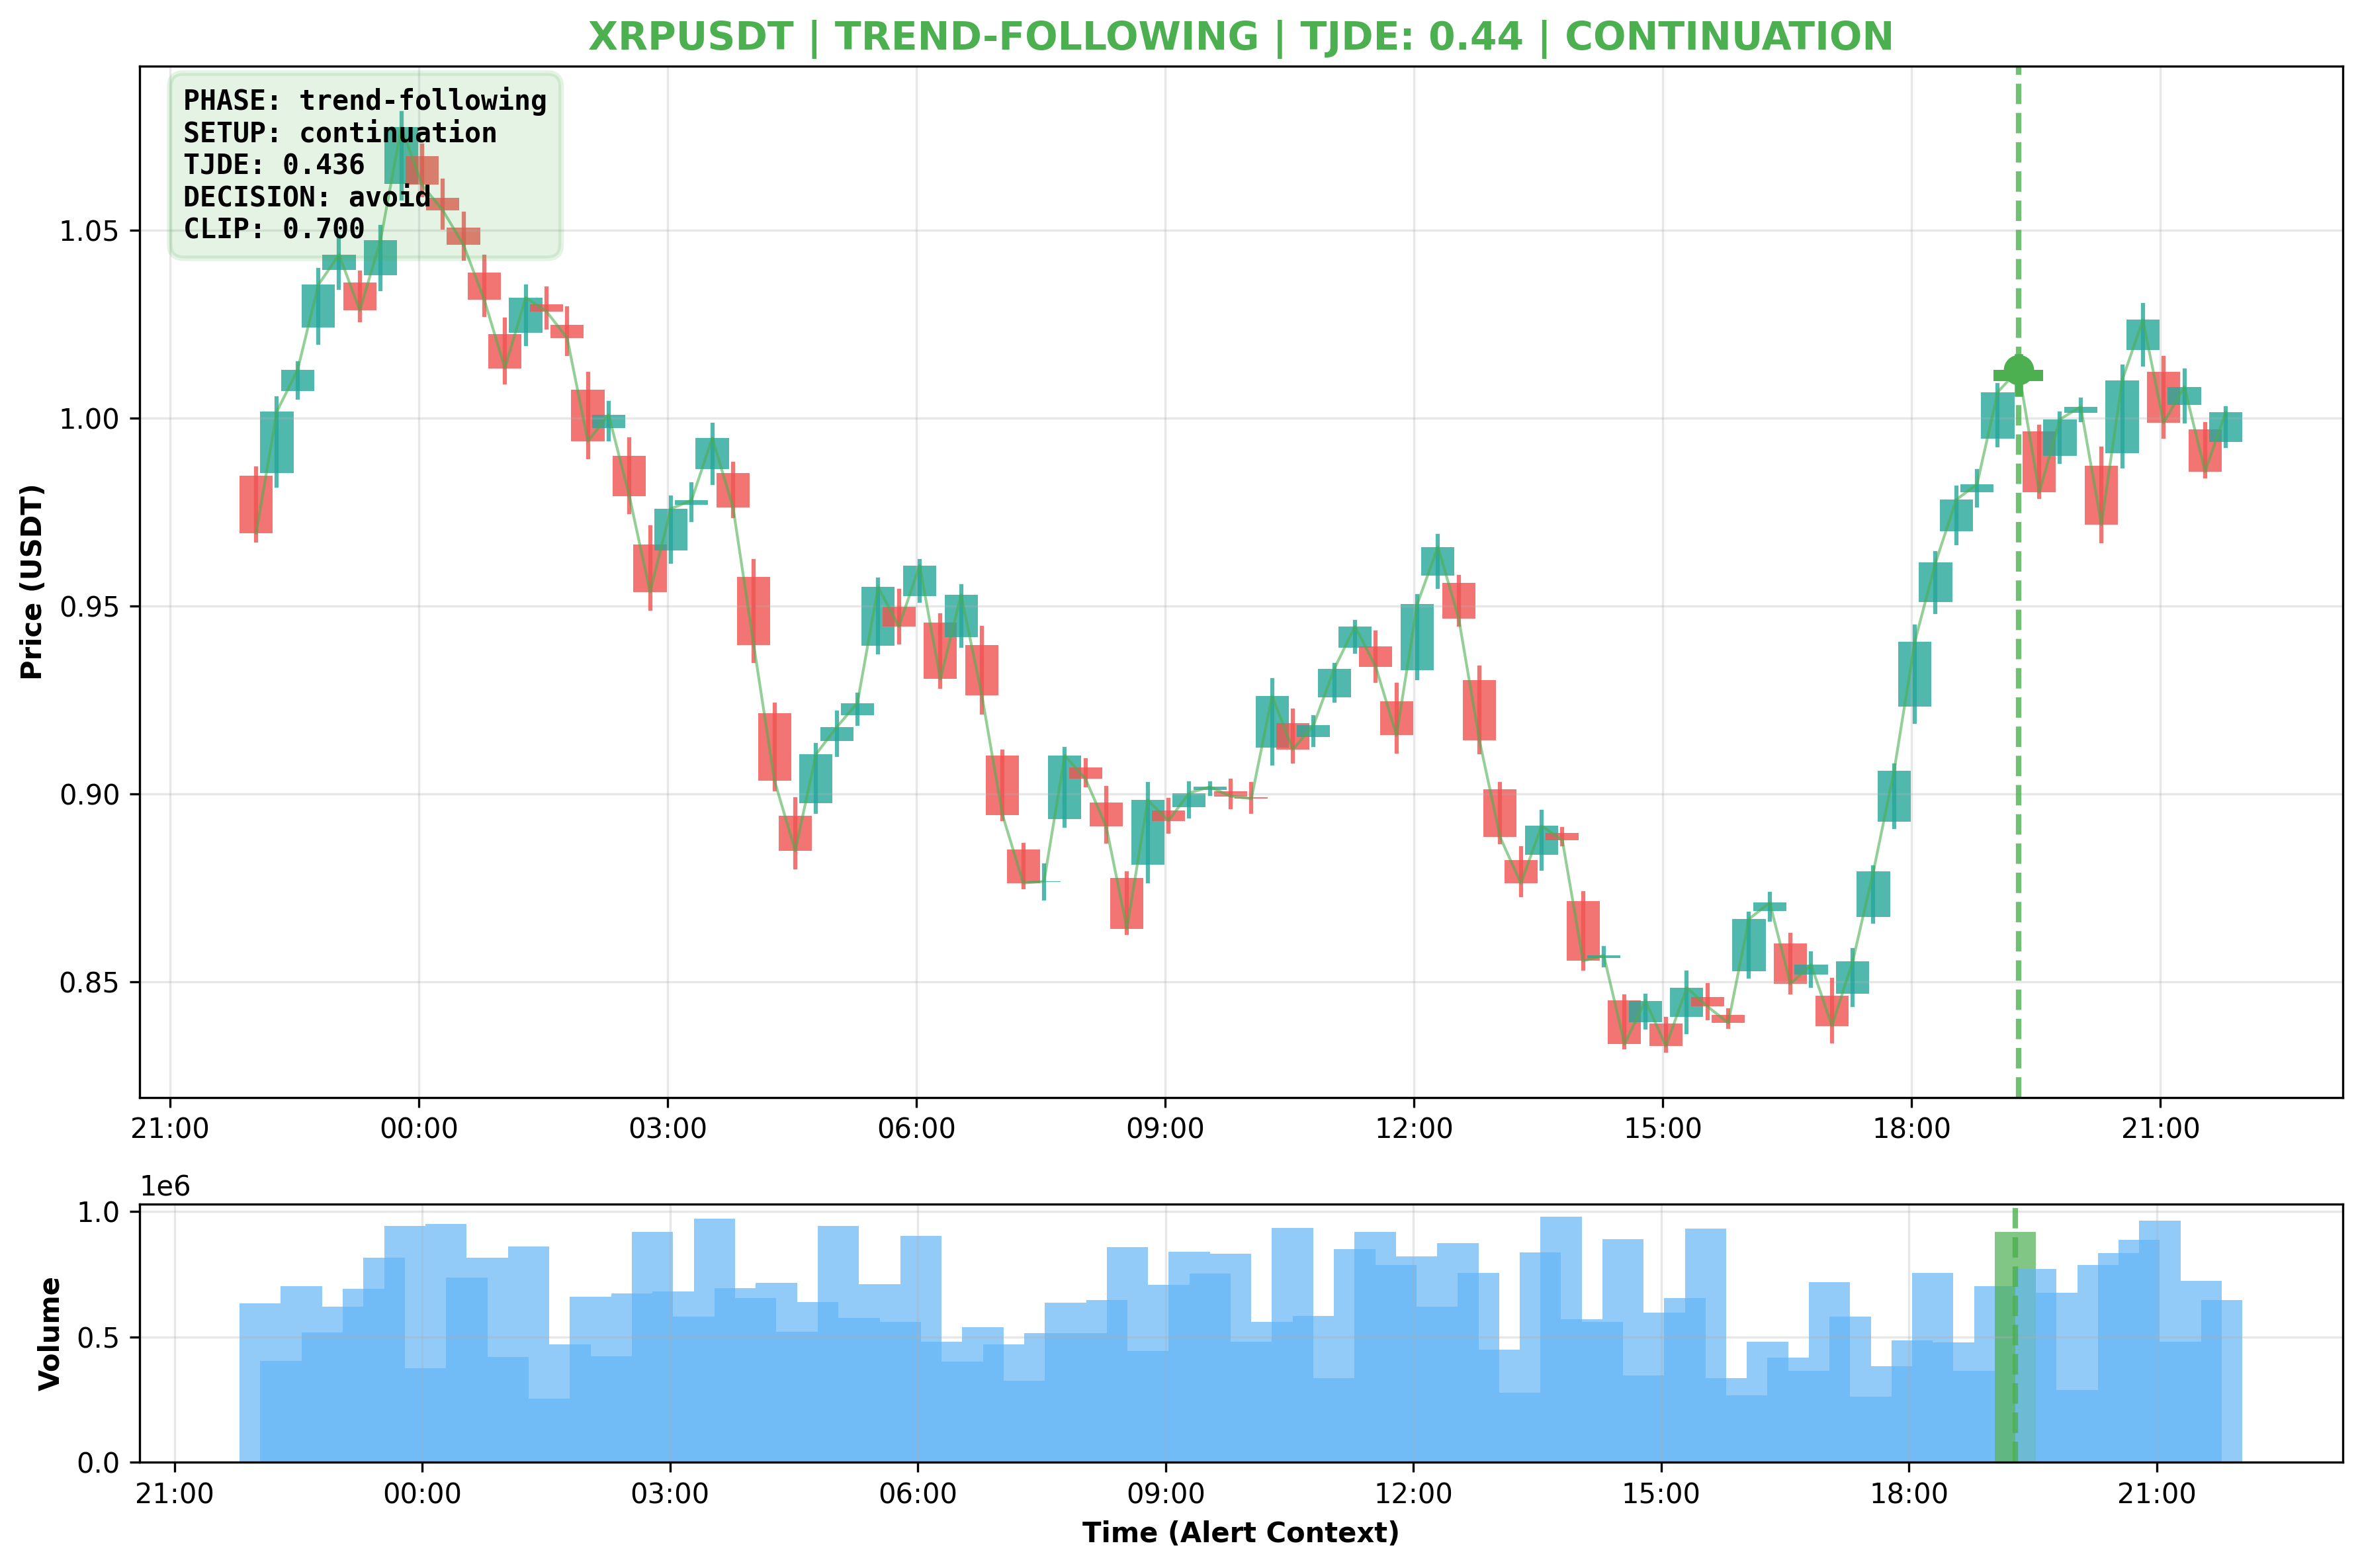 XRPUSDT | TREND-FOLLOWING | TJDE: 0.44 | CONTINUATION
PHASE: trend-following
SETUP: continuation
TJDE: 0.436
DECISION: avoid
CLIP: 0.700
Price (USDT)
1.05
1.00
0.95
0.90
0.85
21:00 00:00 03:00 06:00 09:00 12:00 15:00 18:00 21:00
1e6
Volume
1.0
0.5
0.0
21:00 00:00 03:00 06:00 09:00 12:00 15:00 18:00 21:00
Time (Alert Context)